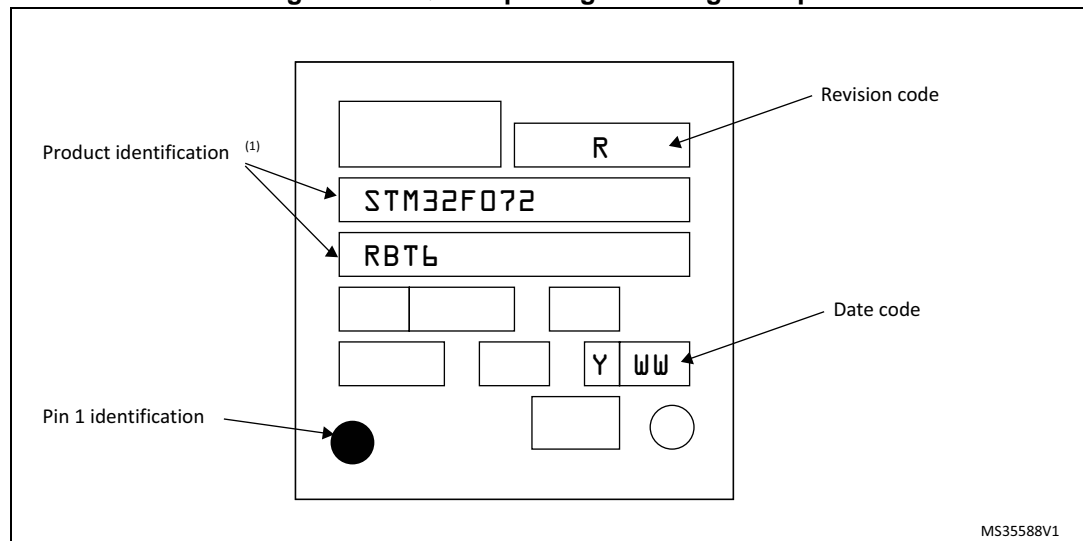 Revision code
R
Product identification (1)
STM32F072
RBT6
Date code
Y WW
Pin 1 identification
MS35588V1